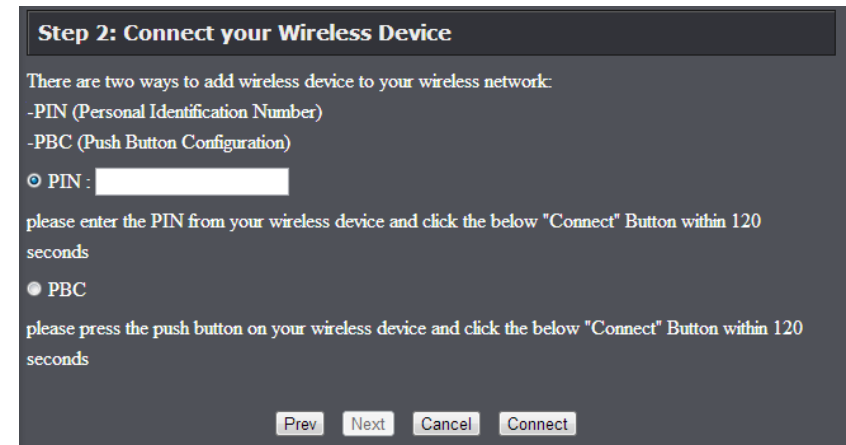 Step 2: Connect your Wireless Device
There are two ways to add wireless device to your wireless network:
-PIN (Personal Identification Number)
-PBC (Push Button Configuration)
PIN :
please enter the PIN from your wireless device and click the below "Connect" Button within 120
seconds
PBC
please press the push button on your wireless device and click the below "Connect" Button within 120
seconds
Prev Next Cancel Connect